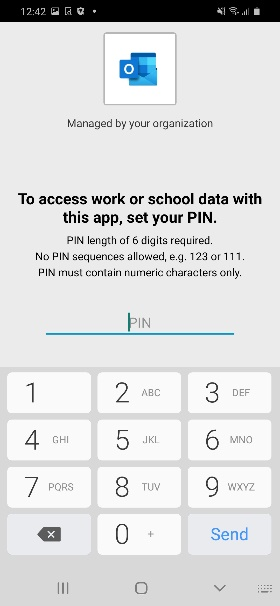 12:42
Managed by your organization
To access work or school data with
this app, set your PIN.
PIN length of 6 digits required.
No PIN sequences allowed, e.g. 123 or 111.
PIN must contain numeric characters only.
PIN
1 2 ABC 3 DEF
4 GHI 5 JKL 6 MNO
7 PQRS 8 TUV 9 WXYZ
0 + Send